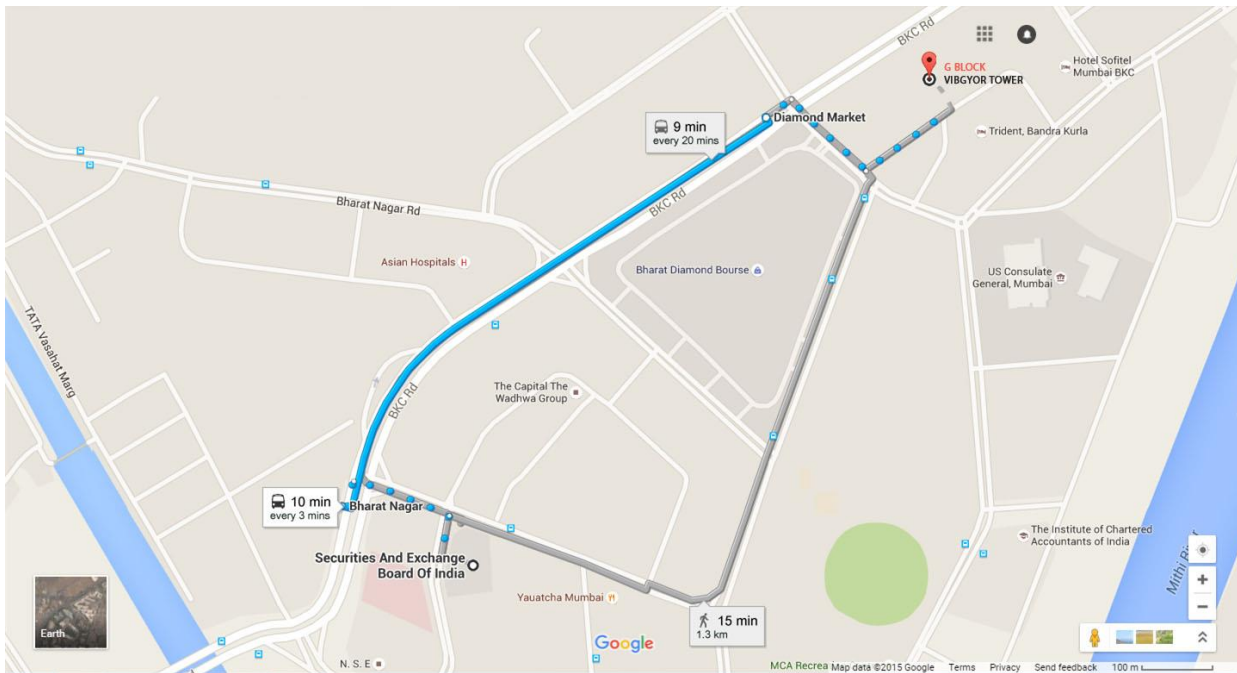 BKC Rd
G BLOCK
VIBGYOR TOWER
Hotel Sofitel
Mumbai BKC
9 min
every 20 mins
Diamond Market
Trident, Bandra Kurla
Bharat Nagar Rd
BKC Rd
Asian Hospitals H
Bharat Diamond Bourse
US Consulate
General, Mumbai
TATA Vasahat Marg
The Capital The
Wadhwa Group
BKC Rd
10 min
every 3 mins
Bharat Nagar
Securities And Exchange
Board Of India
The Institute of Chartered
Accountants of India
Mithi River
Yauatcha Mumbai
15 min
1.3 km
Earth
Google
N. S. E
MCA Recrea
Map data ©2015 Google Terms Privacy Send feedback 100 m